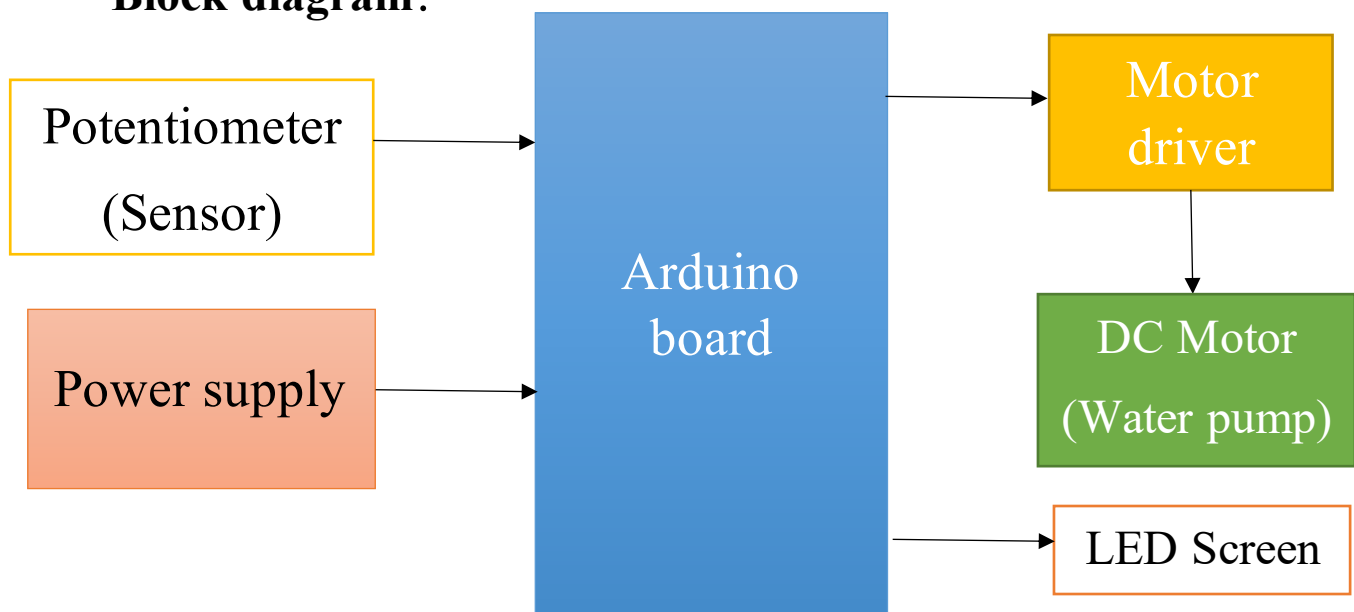 Block diagram:
Potentiometer
(Sensor)
Power supply
Arduino
board
Motor
driver
DC Motor
(Water pump)
LED Screen